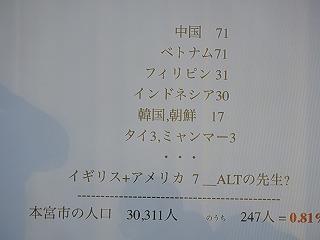 中国　71
ベトナム71
フィリピン 31
インドネシア30
韓国,朝鮮　17
タイ3,ミャンマー3
・・・
イギリス+アメリカ 7 __ALTの先生?
------------------------------------------
本宮市の人口　30,311人　のうち　247人= 0.81%